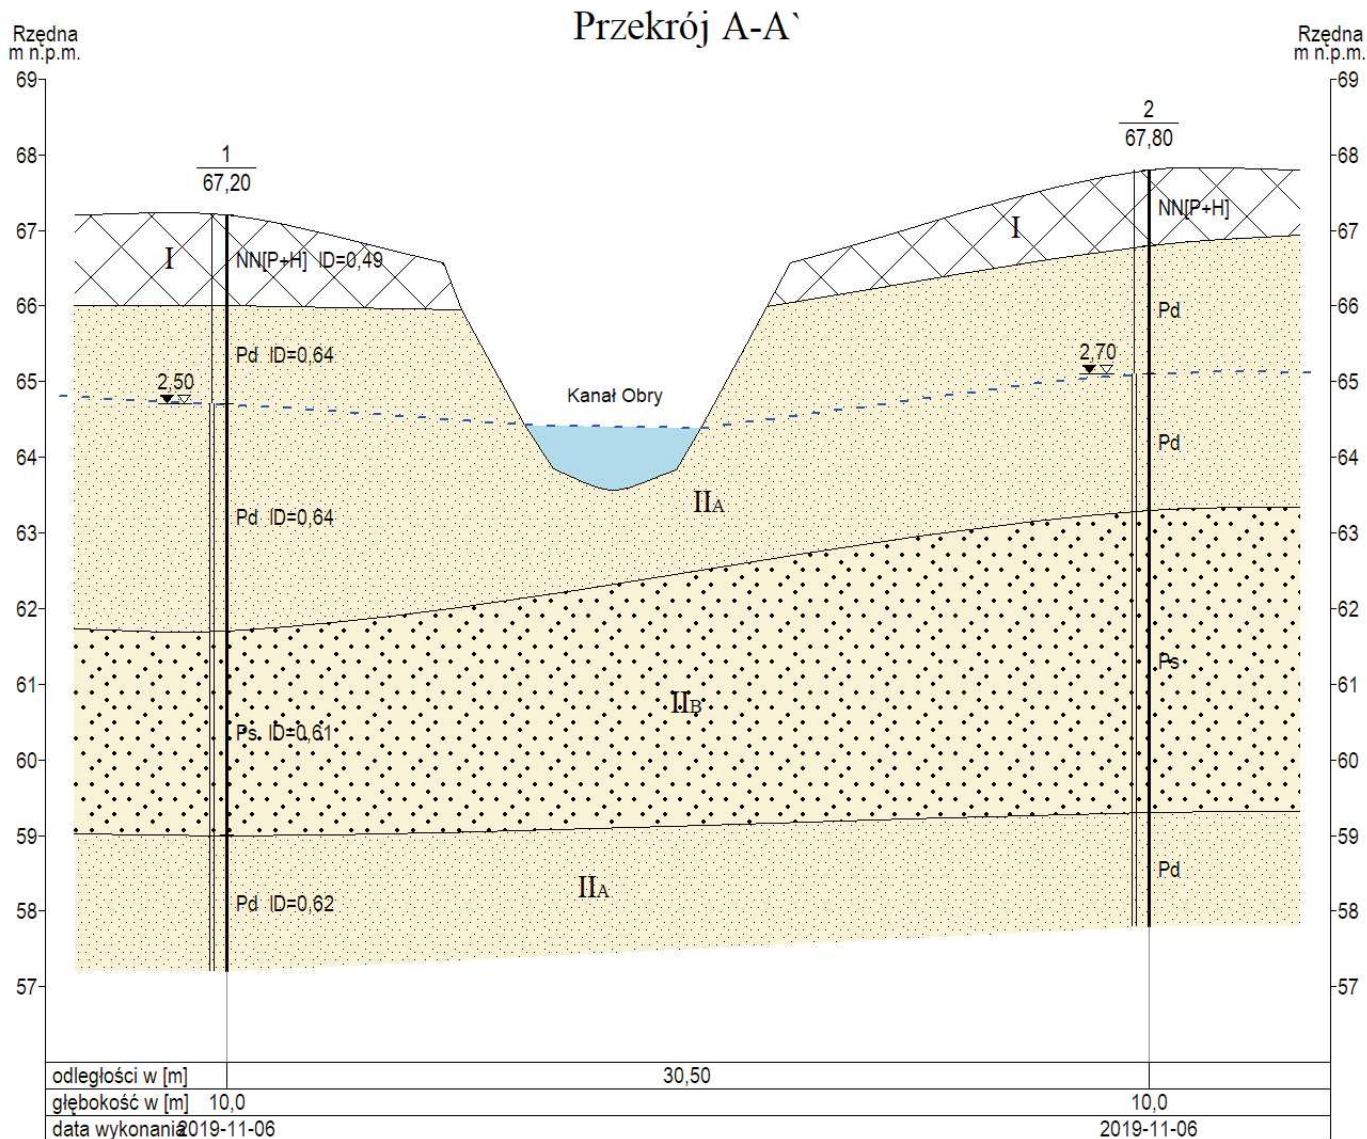 Przekrój A-A`
Rzędna
m n.p.m.
Rzędna
m n.p.m.
69
69
2
67,80
68
68
1
67,20
NN[P+H]
67
67
I
I
NN[P+H] ID=0,49
66
66
Pd
Pd ID=0,64
2,50
2,70
65
65
Kanał Obry
64
64
Pd
IIA
Pd ID=0,64
63
63
62
62
Ps
61
61
IIB
Ps. ID=0,61
60
60
59
59
Pd
IIA
Pd ID=0,62
58
58
57
57
odległości w [m] 30,50
głębokość w [m] 10,0 10,0
data wykonania 2019-11-06 2019-11-06